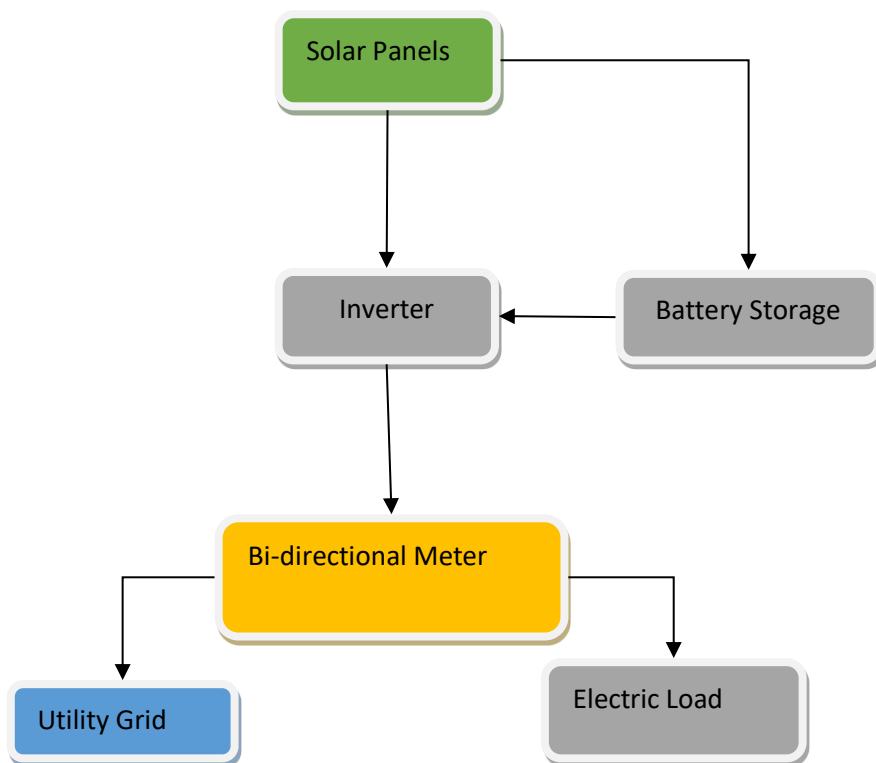 Solar Panels
Inverter
Battery Storage
Bi-directional Meter
Utility Grid
Electric Load